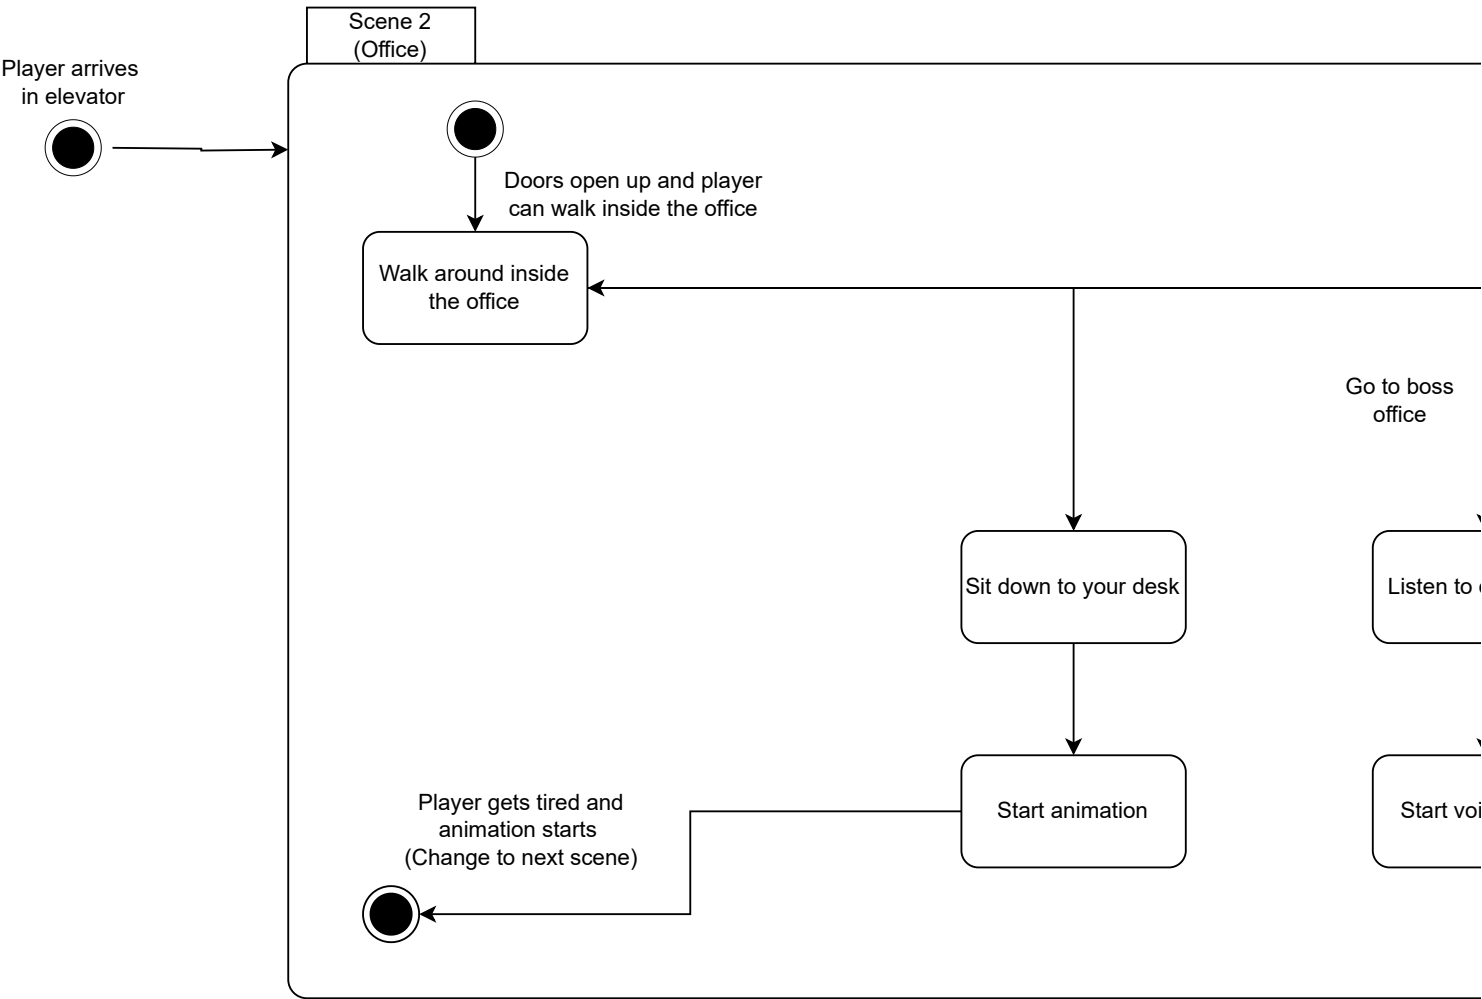 Scene 2
(Office)
Player arrives
in elevator
Doors open up and player
can walk inside the office
Walk around inside
the office
Go to boss
office
Sit down to your desk
Listen to
Start animation
Start
Player gets tired and
animation starts
(Change to next scene)